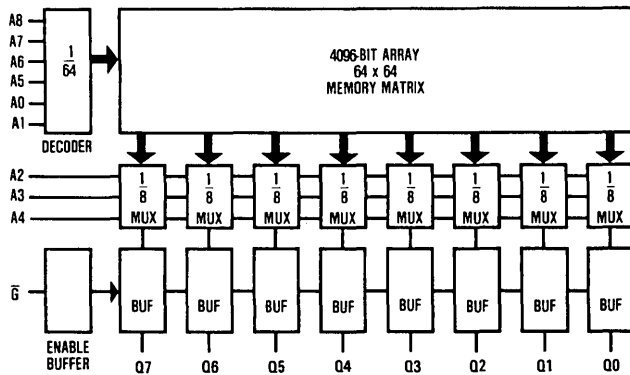 A8
A7
A6
A5
A0
A1
1
64
DECODER
4096-BIT ARRAY
64 x 64
MEMORY MATRIX
A2
A3
A4
1 1 1 1 1 1 1 1
8 8 8 8 8 8 8 8
MUX MUX MUX MUX MUX MUX MUX MUX
G̅
BUF BUF BUF BUF BUF BUF BUF BUF
ENABLE
BUFFER
Q7 Q6 Q5 Q4 Q3 Q2 Q1 Q0